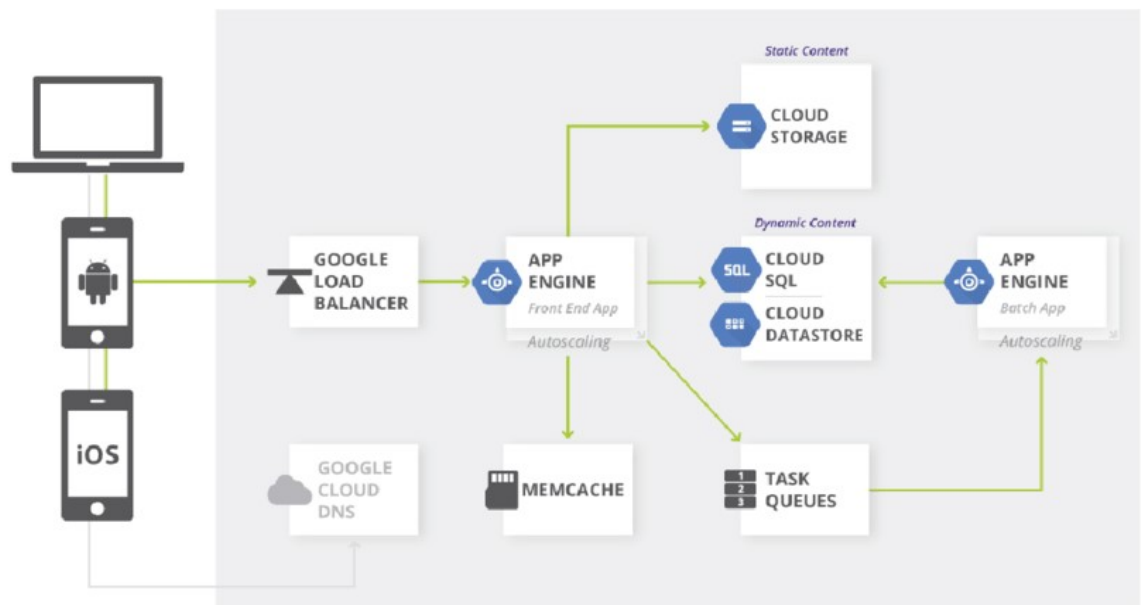 Static Content
CLOUD
STORAGE
Dynamic Content
GOOGLE
LOAD
BALANCER
APP
ENGINE
Front End App
Autoscaling
SQL
CLOUD
SQL
CLOUD
DATASTORE
APP
ENGINE
Batch App
Autoscaling
iOS
GOOGLE
CLOUD
DNS
MEMCACHE
1
2
3
TASK
QUEUES